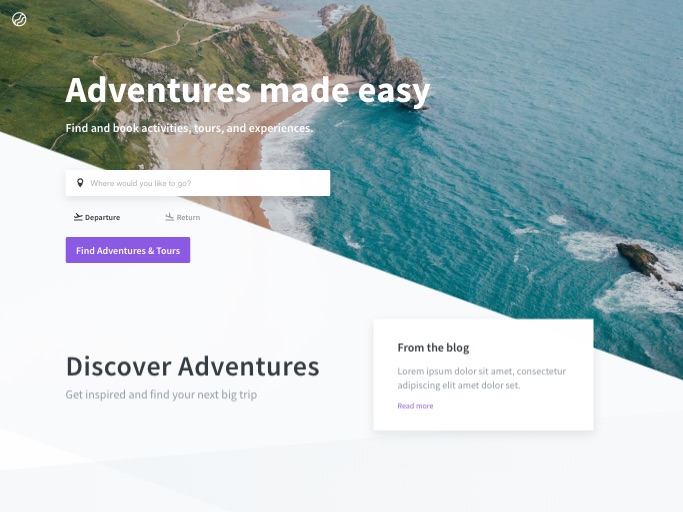 Adventures made easy
Find and book activities, tours, and experiences.
Where would you like to go?
Departure
Return
Find Adventures & Tours
Discover Adventures
Get inspired and find your next big trip
From the blog
Lorem ipsum dolor sit amet, consectetur
adipiscing elit amet dolor set.
Read more